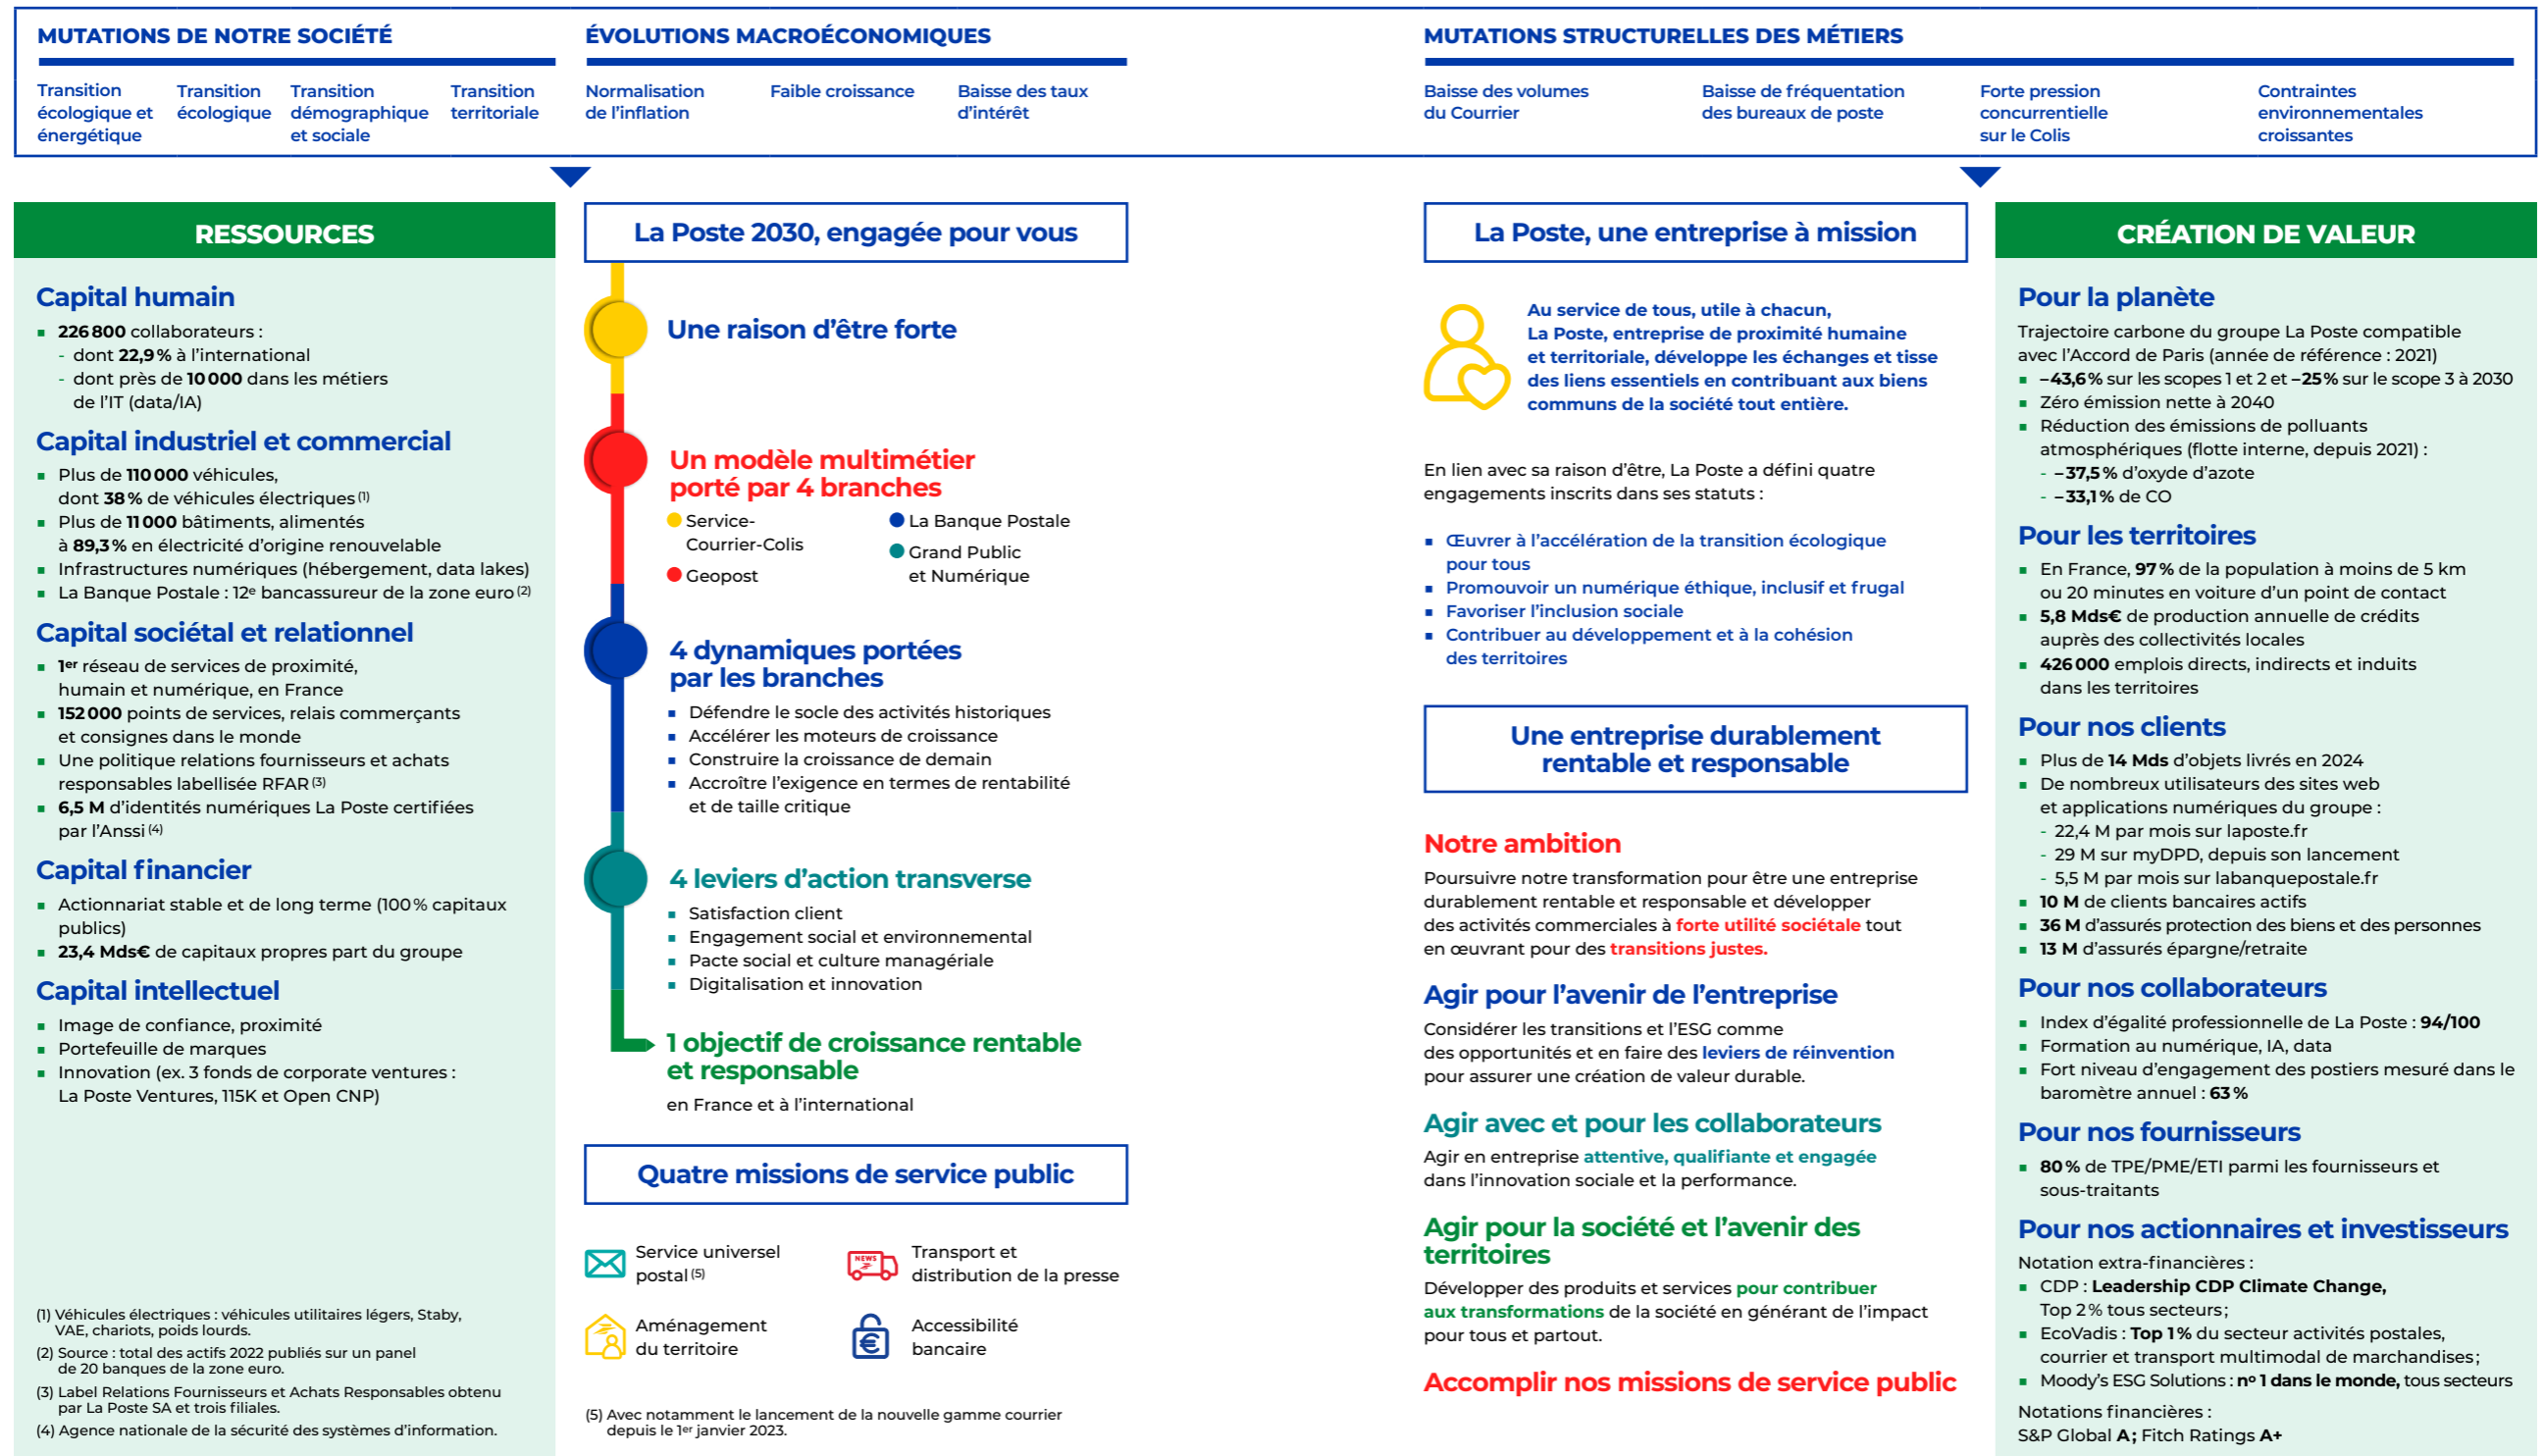 MUTATIONS DE NOTRE SOCIÉTÉ
Transition
écologique et
énergétique
Transition
écologique
Transition
démographique
et sociale
Transition
territoriale
ÉVOLUTIONS MACROÉCONOMIQUES
Normalisation
de l’inflation
Faible croissance
Baisse des taux
d’intérêt
MUTATIONS STRUCTURELLES DES MÉTIERS
Baisse des volumes
du Courrier
Baisse de fréquentation
des bureaux de poste
Forte pression
concurrentielle
sur le Colis
Contraintes
environnementales
croissantes
RESSOURCES
Capital humain
▪ 226 800 collaborateurs :
- dont 22,9 % à l’international
- dont près de 10 000 dans les métiers
de l’IT (data/IA)
Capital industriel et commercial
▪ Plus de 110 000 véhicules,
dont 38 % de véhicules électriques (1)
▪ Plus de 11 000 bâtiments, alimentés
à 89,3 % en électricité d’origine renouvelable
▪ Infrastructures numériques (hébergement, data lakes)
▪ La Banque Postale : 12e bancassureur de la zone euro (2)
Capital sociétal et relationnel
▪ 1er réseau de services de proximité,
humain et numérique, en France
▪ 152 000 points de services, relais commerçants
et consignes dans le monde
▪ Une politique relations fournisseurs et achats
responsables labellisée RFAR (3)
▪ 6,5 M d’identités numériques La Poste certifiées
par l’Anssi (4)
Capital financier
▪ Actionnariat stable et de long terme (100 % capitaux
publics)
▪ 23,4 Mds€ de capitaux propres part du groupe
Capital intellectuel
▪ Image de confiance, proximité
▪ Portefeuille de marques
▪ Innovation (ex. 3 fonds de corporate ventures :
La Poste Ventures, 115K et Open CNP)
(1) Véhicules électriques : véhicules utilitaires légers, Staby,
VAE, chariots, poids lourds.
(2) Source : total des actifs 2022 publiés sur un panel
de 20 banques de la zone euro.
(3) Label Relations Fournisseurs et Achats Responsables obtenu
par La Poste SA et trois filiales.
(4) Agence nationale de la sécurité des systèmes d’information.
La Poste 2030, engagée pour vous
Une raison d’être forte
Un modèle multimétier
porté par 4 branches
Service-
Courrier-Colis
Geopost
La Banque Postale
Grand Public
et Numérique
4 dynamiques portées
par les branches
▪ Défendre le socle des activités historiques
▪ Accélérer les moteurs de croissance
▪ Construire la croissance de demain
▪ Accroître l’exigence en termes de rentabilité
et de taille critique
4 leviers d’action transverse
▪ Satisfaction client
▪ Engagement social et environnemental
▪ Pacte social et culture managériale
▪ Digitalisation et innovation
1 objectif de croissance rentable
et responsable
en France et à l’international
Quatre missions de service public
Service universel
postal (5)
NEWS
Transport et
distribution de la presse
Aménagement
du territoire
€
Accessibilité
bancaire
(5) Avec notamment le lancement de la nouvelle gamme courrier
depuis le 1er janvier 2023.
La Poste, une entreprise à mission
Au service de tous, utile à chacun,
La Poste, entreprise de proximité humaine
et territoriale, développe les échanges et tisse
des liens essentiels en contribuant aux biens
communs de la société tout entière.
En lien avec sa raison d’être, La Poste a défini quatre
engagements inscrits dans ses statuts :
▪ Œuvrer à l’accélération de la transition écologique
pour tous
▪ Promouvoir un numérique éthique, inclusif et frugal
▪ Favoriser l’inclusion sociale
▪ Contribuer au développement et à la cohésion
des territoires
Une entreprise durablement
rentable et responsable
Notre ambition
Poursuivre notre transformation pour être une entreprise
durablement rentable et responsable et développer
des activités commerciales à forte utilité sociétale tout
en œuvrant pour des transitions justes.
Agir pour l’avenir de l’entreprise
Considérer les transitions et l’ESG comme
des opportunités et en faire des leviers de réinvention
pour assurer une création de valeur durable.
Agir avec et pour les collaborateurs
Agir en entreprise attentive, qualifiante et engagée
dans l’innovation sociale et la performance.
Agir pour la société et l’avenir des
territoires
Développer des produits et services pour contribuer
aux transformations de la société en générant de l’impact
pour tous et partout.
Accomplir nos missions de service public
CRÉATION DE VALEUR
Pour la planète
Trajectoire carbone du groupe La Poste compatible
avec l’Accord de Paris (année de référence : 2021)
▪ –43,6 % sur les scopes 1 et 2 et –25 % sur le scope 3 à 2030
▪ Zéro émission nette à 2040
▪ Réduction des émissions de polluants
atmosphériques (flotte interne, depuis 2021) :
- –37,5 % d’oxyde d’azote
- –33,1 % de CO
Pour les territoires
▪ En France, 97 % de la population à moins de 5 km
ou 20 minutes en voiture d’un point de contact
▪ 5,8 Mds€ de production annuelle de crédits
auprès des collectivités locales
▪ 426 000 emplois directs, indirects et induits
dans les territoires
Pour nos clients
▪ Plus de 14 Mds d’objets livrés en 2024
▪ De nombreux utilisateurs des sites web
et applications numériques du groupe :
- 22,4 M par mois sur laposte.fr
- 29 M sur myDPD, depuis son lancement
- 5,5 M par mois sur labanquepostale.fr
▪ 10 M de clients bancaires actifs
▪ 36 M d’assurés protection des biens et des personnes
▪ 13 M d’assurés épargne/retraite
Pour nos collaborateurs
▪ Index d’égalité professionnelle de La Poste : 94/100
▪ Formation au numérique, IA, data
▪ Fort niveau d’engagement des postiers mesuré dans le
baromètre annuel : 63 %
Pour nos fournisseurs
▪ 80 % de TPE/PME/ETI parmi les fournisseurs et
sous-traitants
Pour nos actionnaires et investisseurs
Notation extra-financières :
▪ CDP : Leadership CDP Climate Change,
Top 2 % tous secteurs ;
▪ EcoVadis : Top 1 % du secteur activités postales,
courrier et transport multimodal de marchandises ;
▪ Moody’s ESG Solutions : no 1 dans le monde, tous secteurs
Notations financières :
S&P Global A ; Fitch Ratings A+